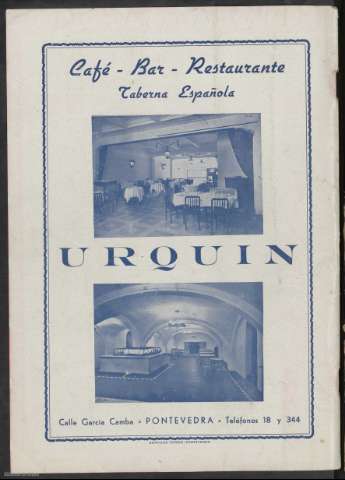 Café - Bar - Restaurante
Taberna Española
URQUIN
Calle García Camba - PONTEVEDRA - Teléfonos 18 y 344